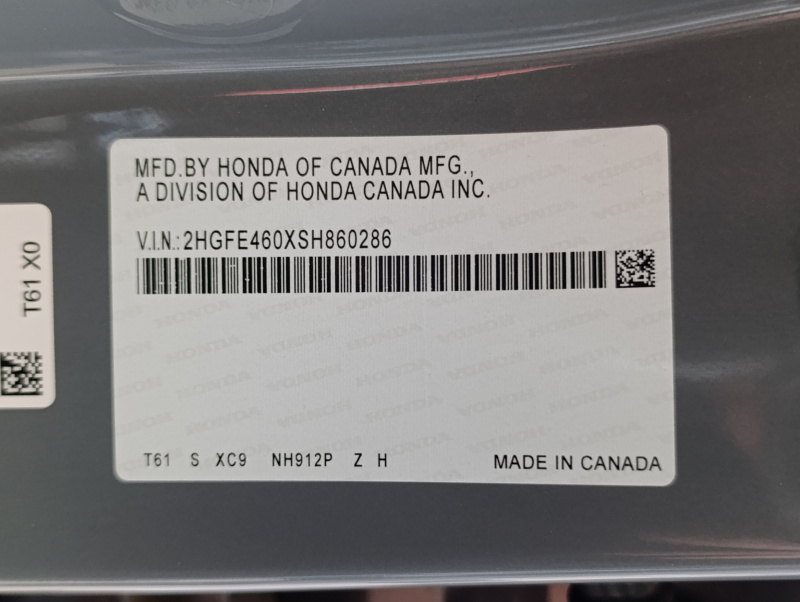 MFD.BY HONDA OF CANADA MFG.,
A DIVISION OF HONDA CANADA INC.
V.I.N.: 2HGFE460XSH860286
T61 S XC9 NH912P Z H
MADE IN CANADA
T61 X0